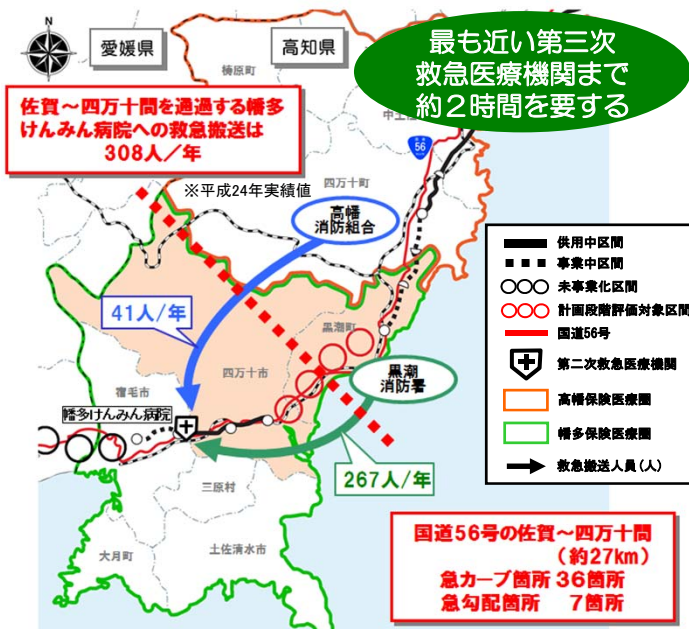 愛媛県
高知県
最も近い第三次
救急医療機関まで
約2時間を要する
梼原町
佐賀～四万十間を通過する幡多
けんみん病院への救急搬送は
308人／年
※平成24年実績値
56
四万十町
高幡
消防組合
41人/年
黒潮町
四万十市
黒潮
消防署
宿毛市
幡多けんみん病院
267人/年
三原村
大月町
土佐清水市
供用中区間
事業中区間
未事業化区間
計画段階評価対象区間
国道56号
第二次救急医療機関
高幡保険医療圏
幡多保険医療圏
救急搬送人員(人)
国道56号の佐賀～四万十間
（約27km）
急カーブ箇所 36箇所
急勾配箇所 7箇所